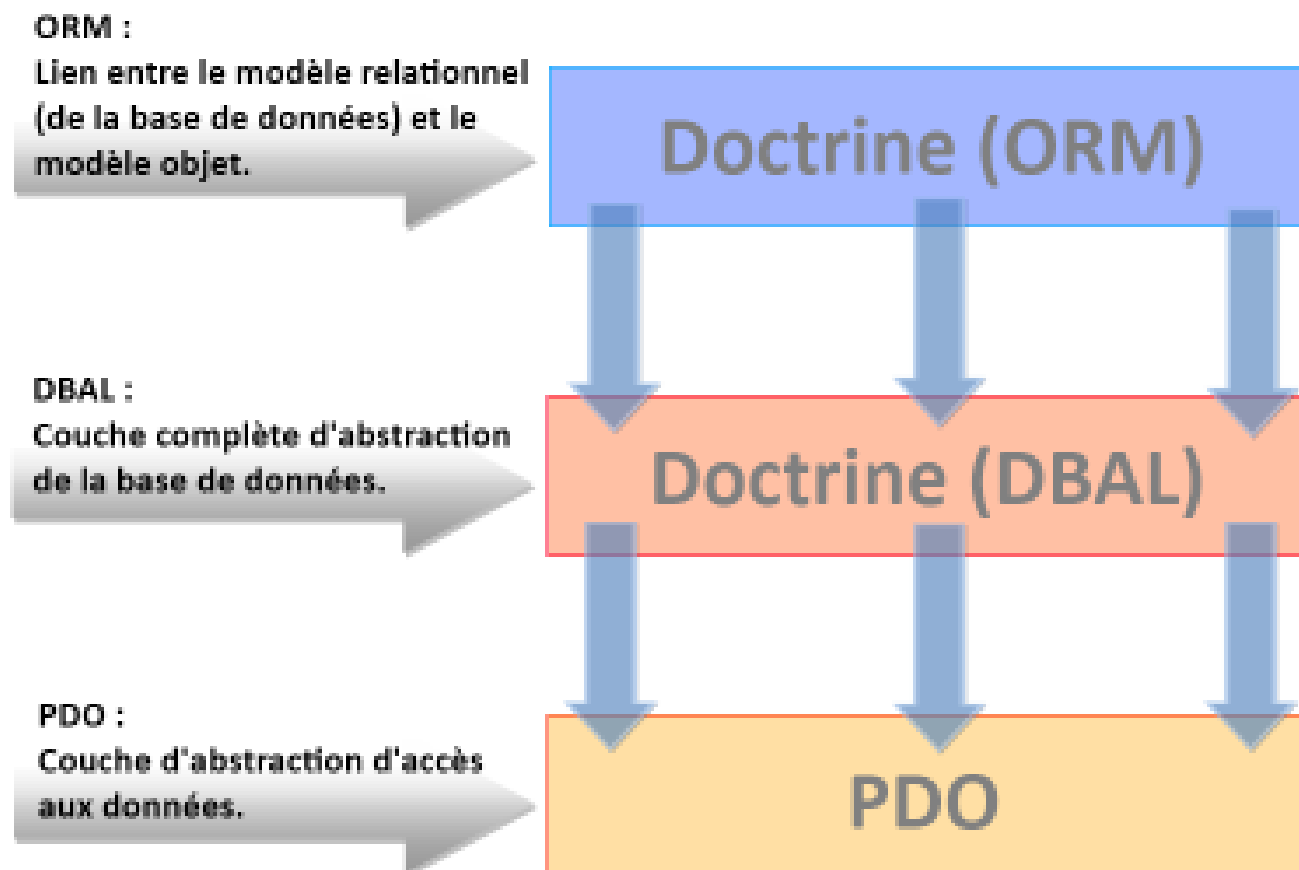 ORM :
Lien entre le modèle relationnel
(de la base de données) et le
modèle objet.
Doctrine (ORM)
DBAL :
Couche complète d'abstraction
de la base de données.
Doctrine (DBAL)
PDO :
Couche d'abstraction d'accès
aux données.
PDO